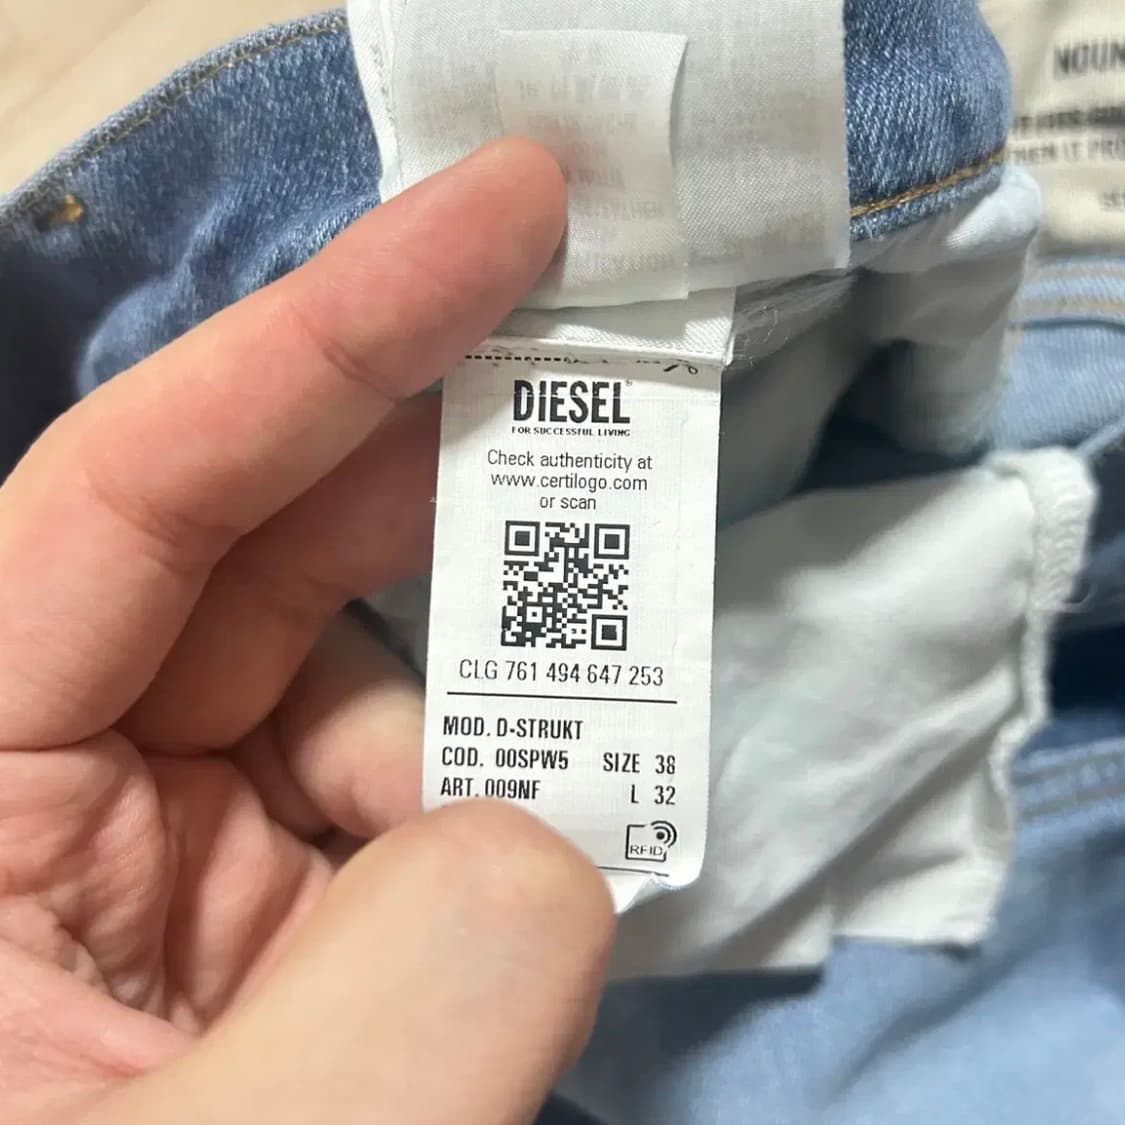 DIESEL®
FOR SUCCESSFUL LIVING
Check authenticity at
www.certilogo.com
or scan
CLG 761 494 647 253
MOD. D-STRUKT
COD. 00SPW5 SIZE 38
ART. 009NF L 32
RFID